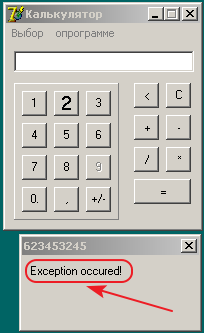 Калькулятор
Выбор опрограмме
1 2 3 < C
4 5 6 + -
7 8 9 / *
0. , +/- =
623453245
Exception occured!